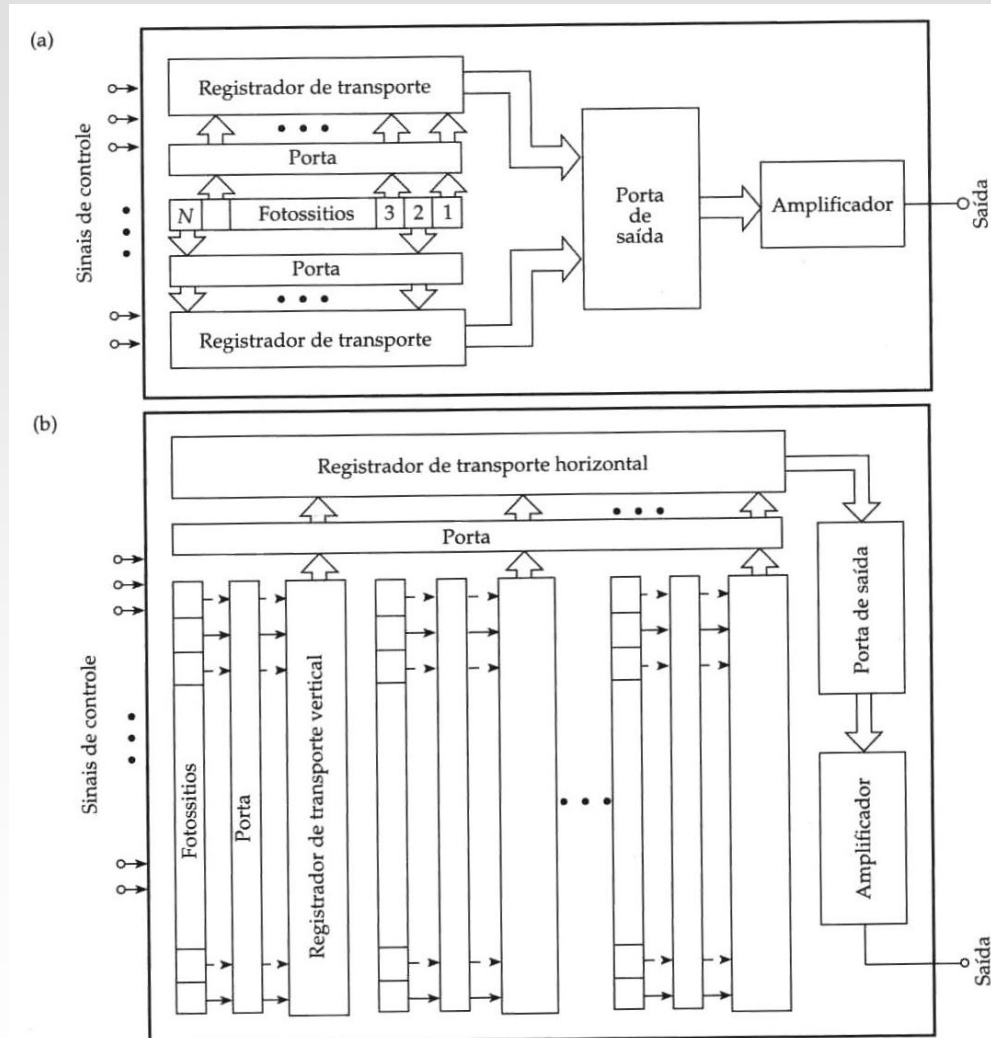 (a)
Sinais de controle
Registrador de transporte
Porta
N
Fotossitios
3
2
1
Porta
Registrador de transporte
Porta
de
saída
Amplificador
Saída
(b)
Sinais de controle
Registrador de transporte horizontal
Porta
Fotossitios
Porta
Registrador de transporte vertical
Porta de saída
Amplificador
Saída